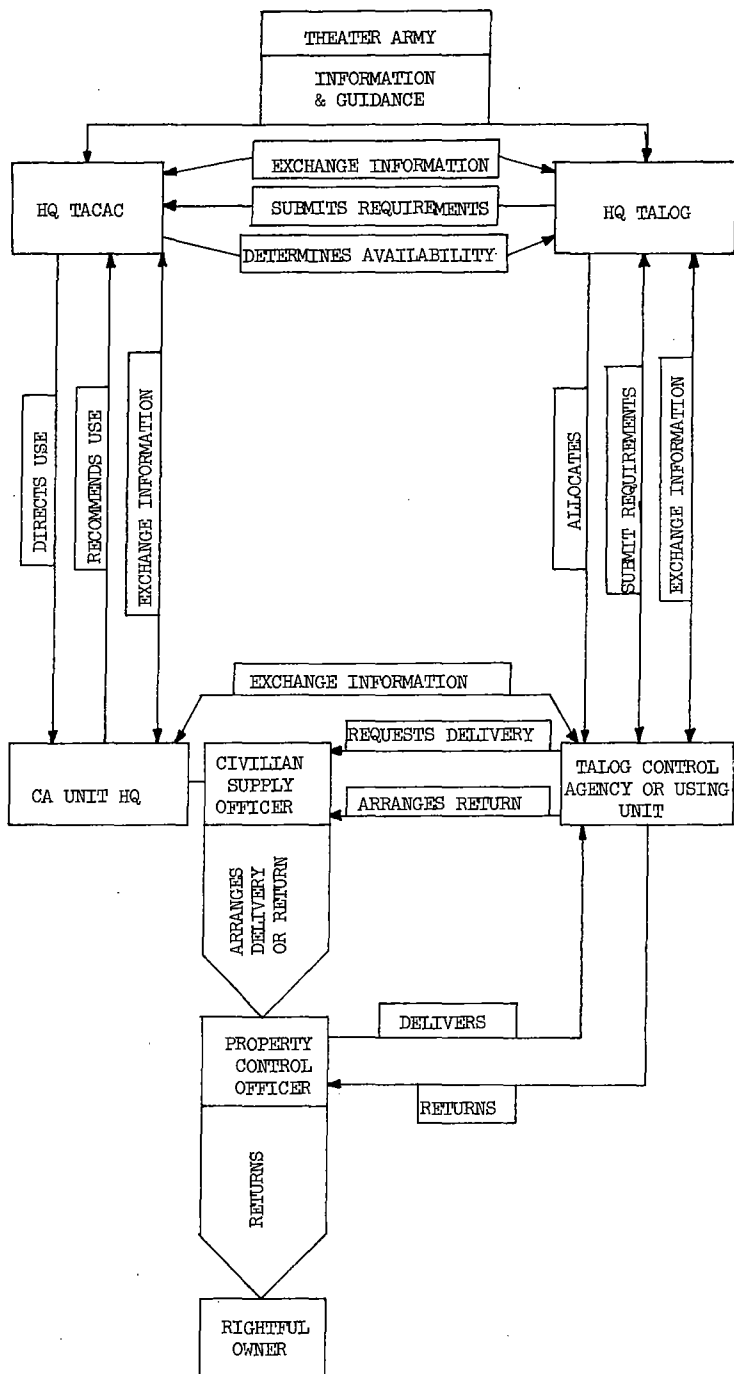 THEATER ARMY
INFORMATION
& GUIDANCE
EXCHANGE INFORMATION
HQ TACAC
SUBMITS REQUIREMENTS
HQ TALOG
DETERMINES AVAILABILITY
DIRECTS USE
RECOMMENDS USE
EXCHANGE INFORMATION
ALLOCATES
SUBMIT REQUIREMENTS
EXCHANGE INFORMATION
EXCHANGE INFORMATION
CA UNIT HQ
CIVILIAN
SUPPLY
OFFICER
REQUESTS DELIVERY
ARRANGES RETURN
TALOG CONTROL
AGENCY OR USING
UNIT
ARRANGES
DELIVERY
OR RETURN
PROPERTY
CONTROL
OFFICER
DELIVERS
RETURNS
RETURNS
RIGHTFUL
OWNER